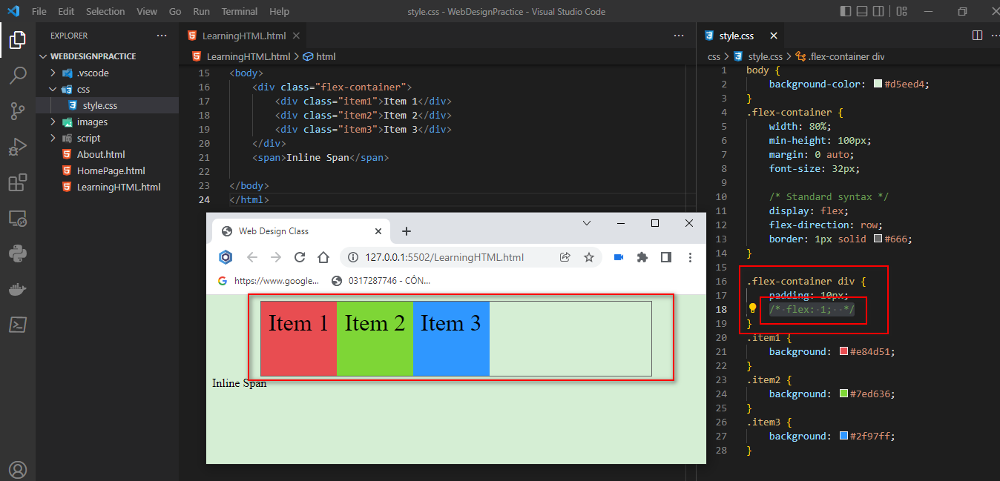 File Edit Selection View Go Run Terminal Help
style.css - WebDesignPractice - Visual Studio Code
EXPLORER
WEBDESIGNPRACTICE
.vscode
css
style.css
images
script
About.html
HomePage.html
LearningHTML.html
LearningHTML.html
LearningHTML.html > html
15 <body>
16 <div class="flex-container">
17 <div class="item1">Item 1</div>
18 <div class="item2">Item 2</div>
19 <div class="item3">Item 3</div>
20 </div>
21 <span>Inline Span</span>
22
23 </body>
24 </html>
Web Design Class
127.0.0.1:5502/LearningHTML.html
https://www.google...
0317287746 - CÔN...
Item 1 Item 2 Item 3
Inline Span
style.css
css > style.css > .flex-container div
1 body {
2 background-color: #d5eed4;
3 }
4 .flex-container {
5 width: 80%;
6 min-height: 100px;
7 margin: 0 auto;
8 font-size: 32px;
9
10 /* Standard syntax */
11 display: flex;
12 flex-direction: row;
13 border: 1px solid #666;
14 }
15
16 .flex-container div {
17 padding: 10px;
18 /* flex: 1; */
19 }
20 .item1 {
21 background: #e84d51;
22 }
23 .item2 {
24 background: #7ed636;
25 }
26 .item3 {
27 background: #2f97ff;
28 }